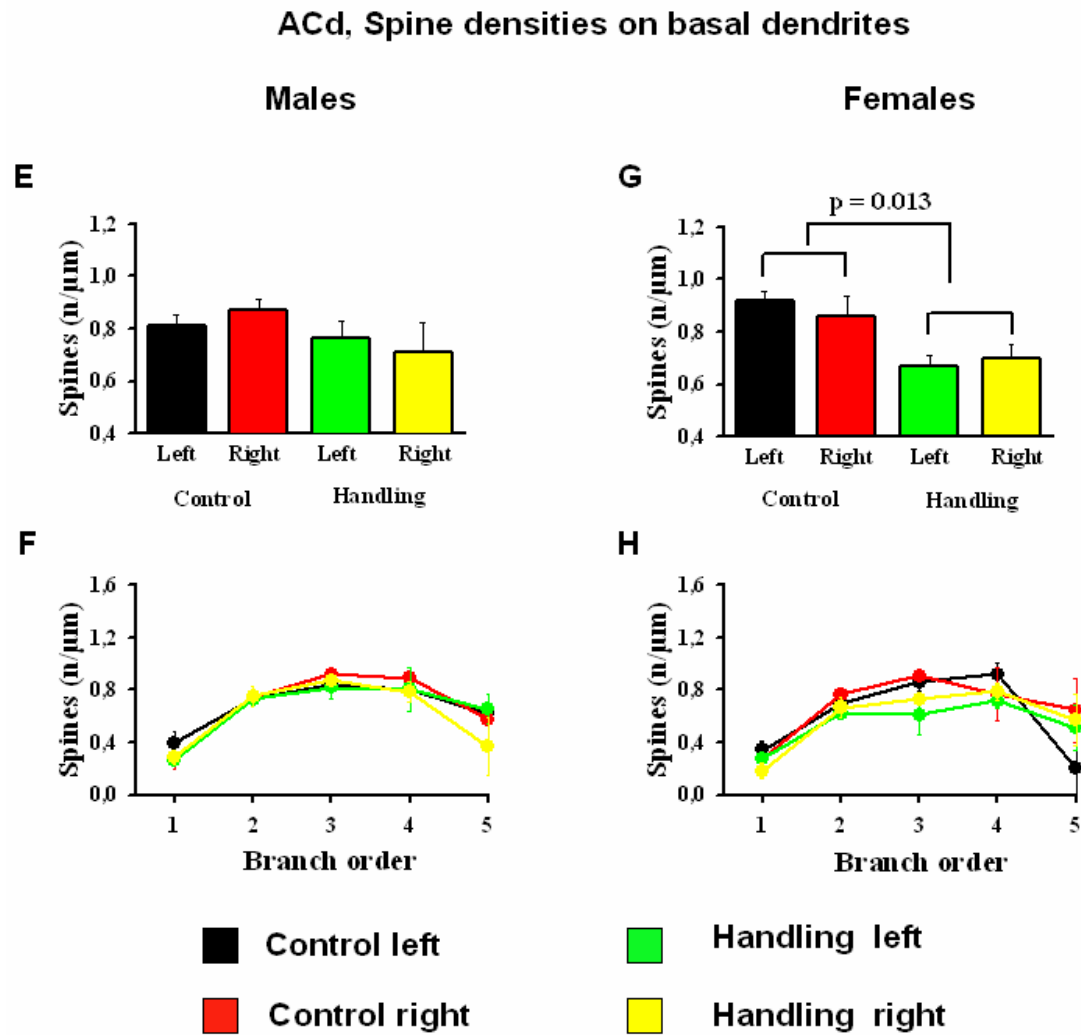 ACd, Spine densities on basal dendrites
Males
Females
E
Spines (n/µm)
1,2
1,0
0,8
0,6
0,4
Left Right Left Right
Control Handling
G
p = 0.013
Spines (n/µm)
1,2
1,0
0,8
0,6
0,4
Left Right Left Right
Control Handling
F
Spines (n/µm)
1,6
1,2
0,8
0,4
0,0
1 2 3 4 5
Branch order
H
Spines (n/µm)
1,6
1,2
0,8
0,4
0,0
1 2 3 4 5
Branch order
Control left
Handling left
Control right
Handling right